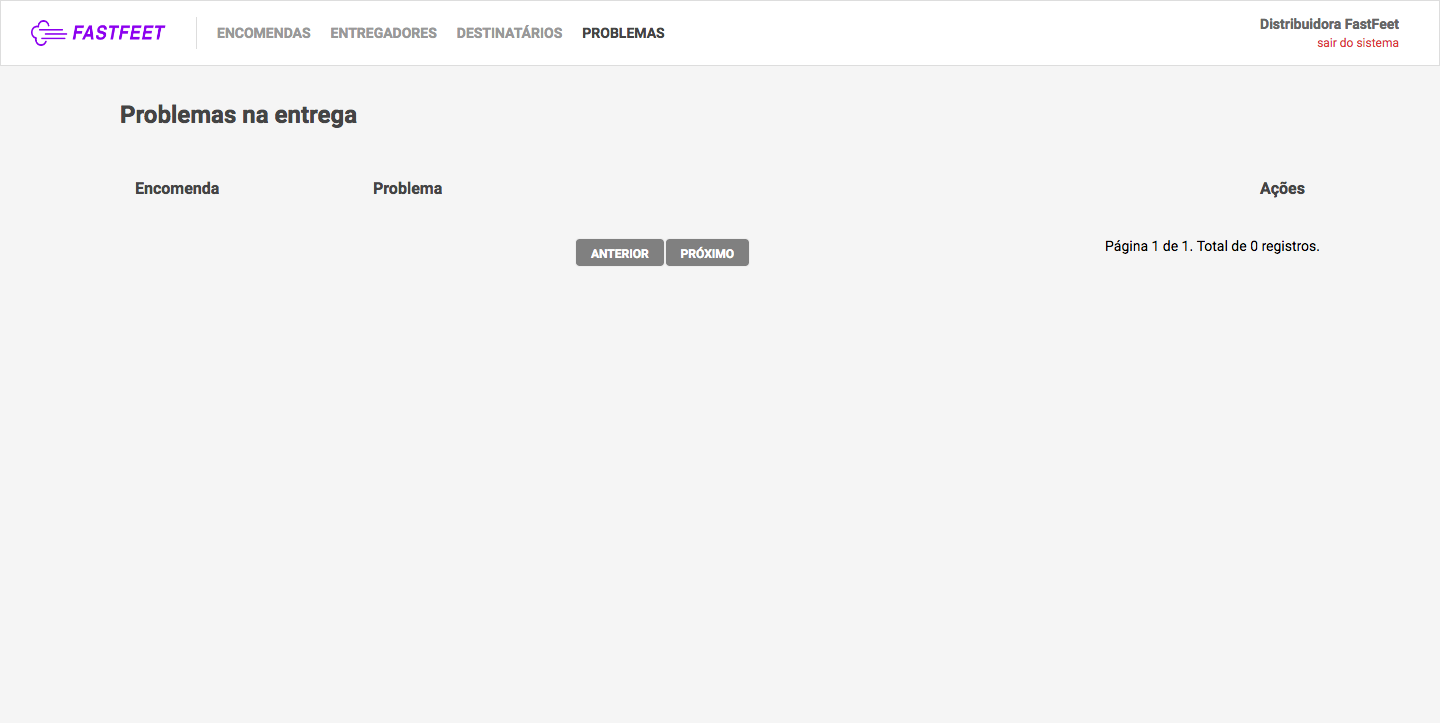 FASTFEET ENCOMENDAS ENTREGADORES DESTINATÁRIOS PROBLEMAS Distribuidora FastFeet
sair do sistema
Problemas na entrega
Encomenda Problema Ações
ANTERIOR PRÓXIMO Página 1 de 1. Total de 0 registros.